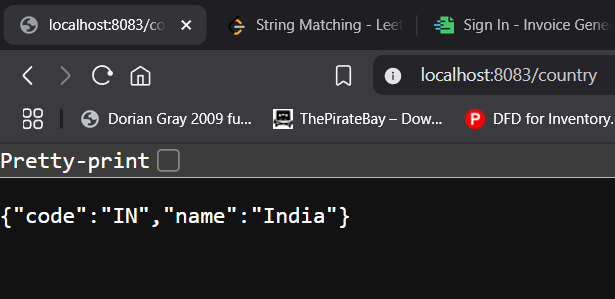 localhost:8083/co
String Matching - Lee
Sign In - Invoice Gene
localhost:8083/country
Dorian Gray 2009 fu...
ThePirateBay – Dow...
DFD for Inventory.
Pretty-print
{"code":"IN","name":"India"}